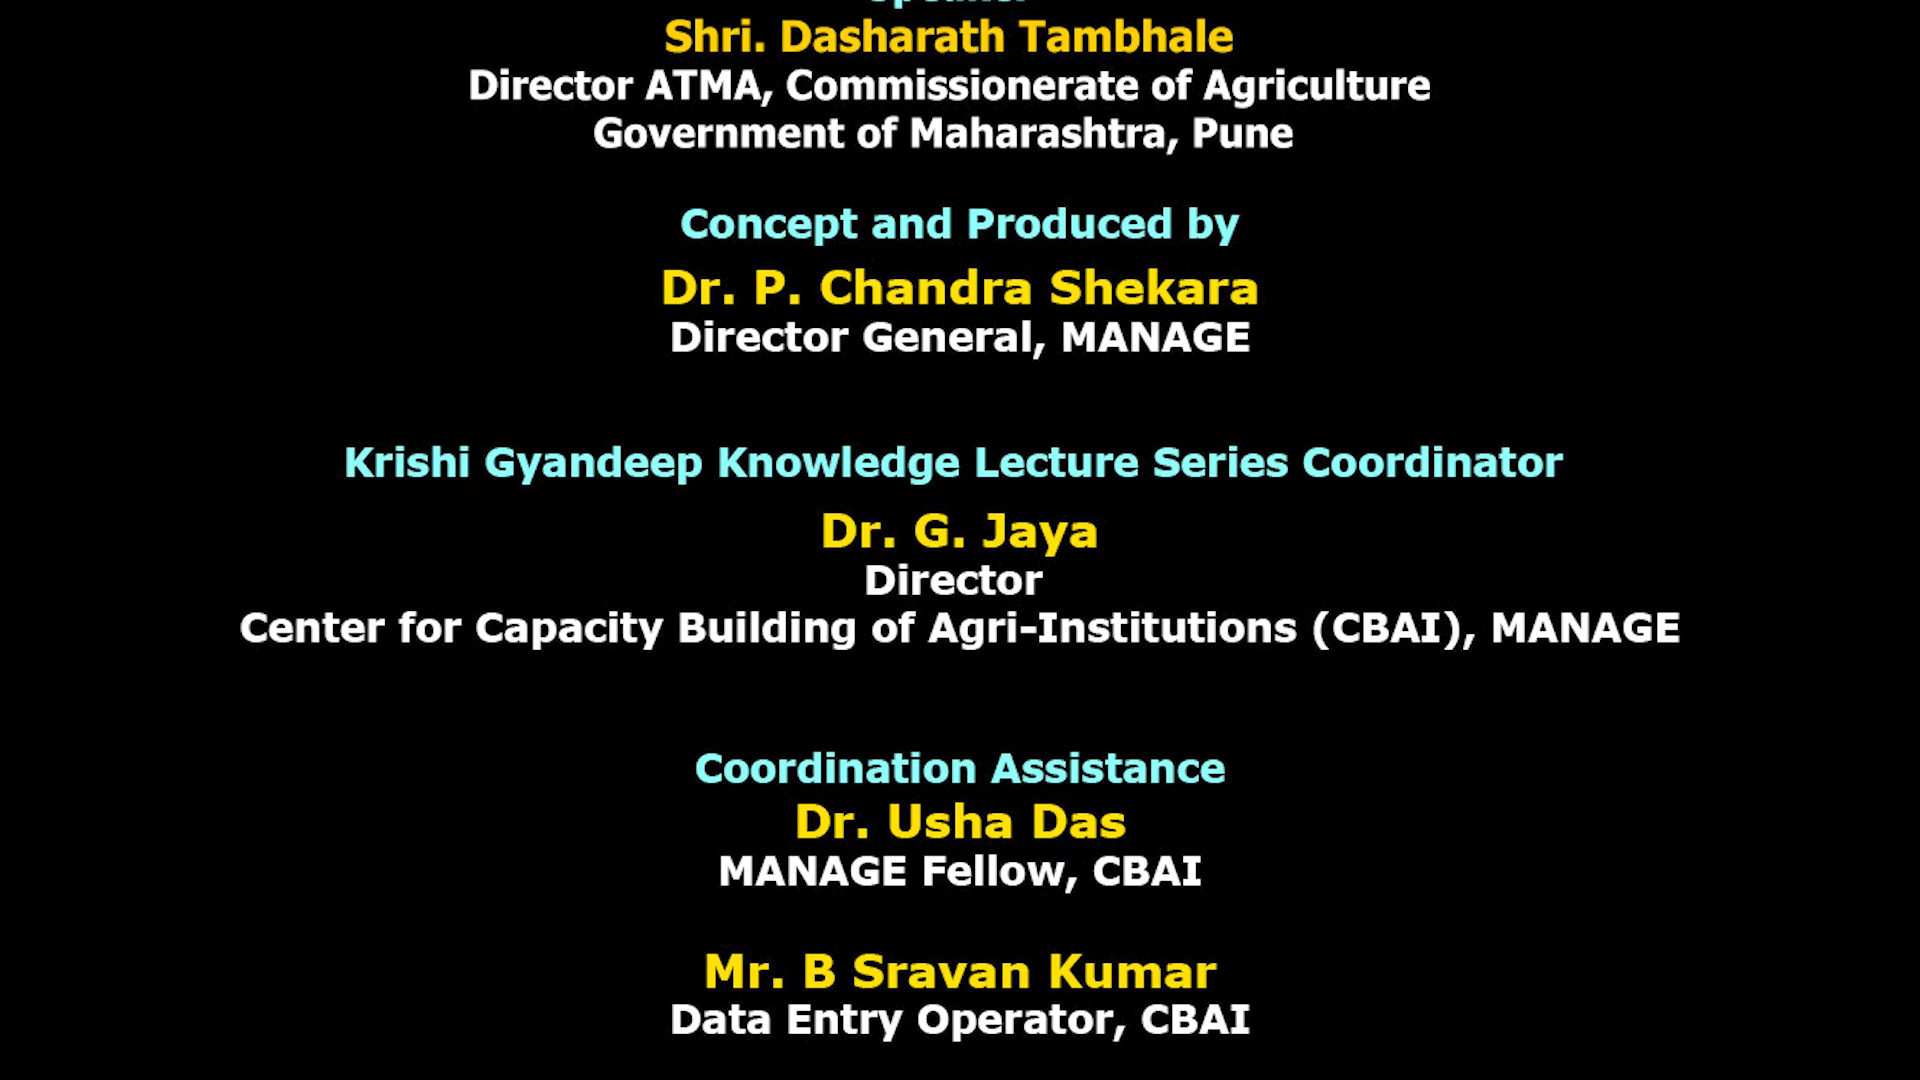 Shri. Dasharath Tambhale
Director ATMA, Commissionerate of Agriculture
Government of Maharashtra, Pune
Concept and Produced by
Dr. P. Chandra Shekara
Director General, MANAGE
Krishi Gyandeep Knowledge Lecture Series Coordinator
Dr. G. Jaya
Director
Center for Capacity Building of Agri-Institutions (CBAI), MANAGE
Coordination Assistance
Dr. Usha Das
MANAGE Fellow, CBAI
Mr. B Sravan Kumar
Data Entry Operator, CBAI